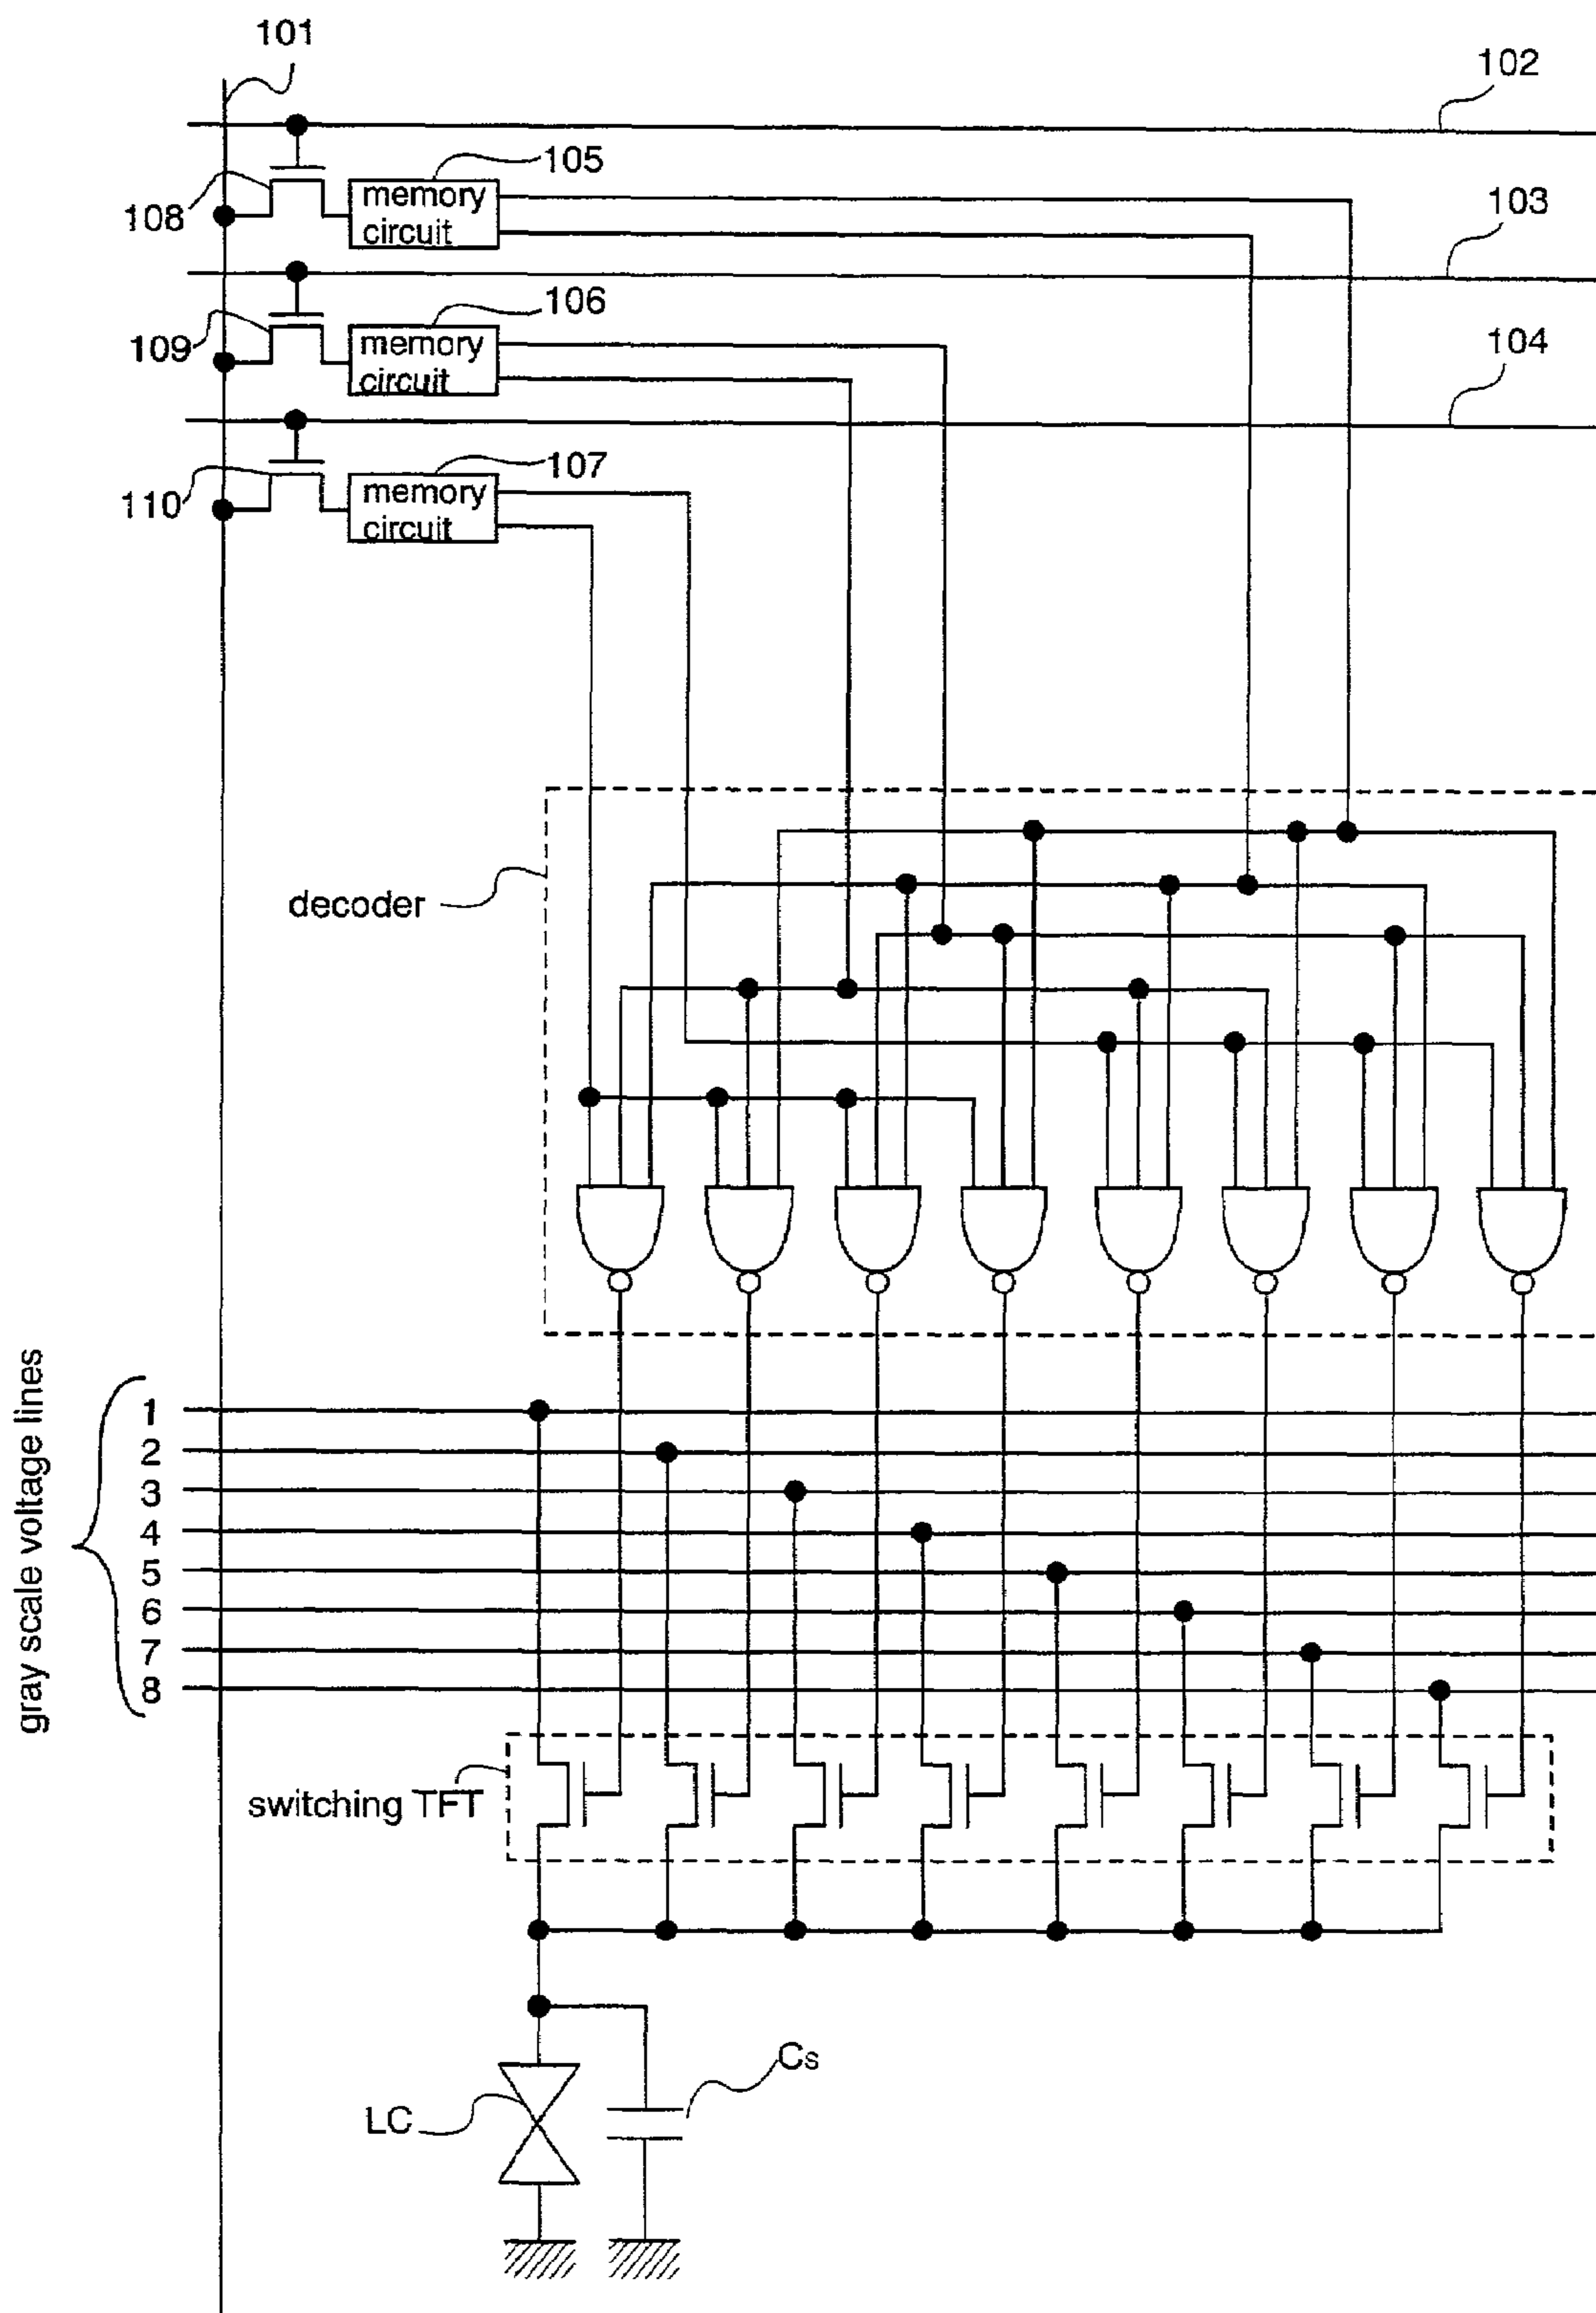 101
102
105
memory
circuit
108
103
106
memory
circuit
109
104
107
memory
circuit
110
decoder
gray scale voltage lines
1
2
3
4
5
6
7
8
switching TFT
Cs
LC